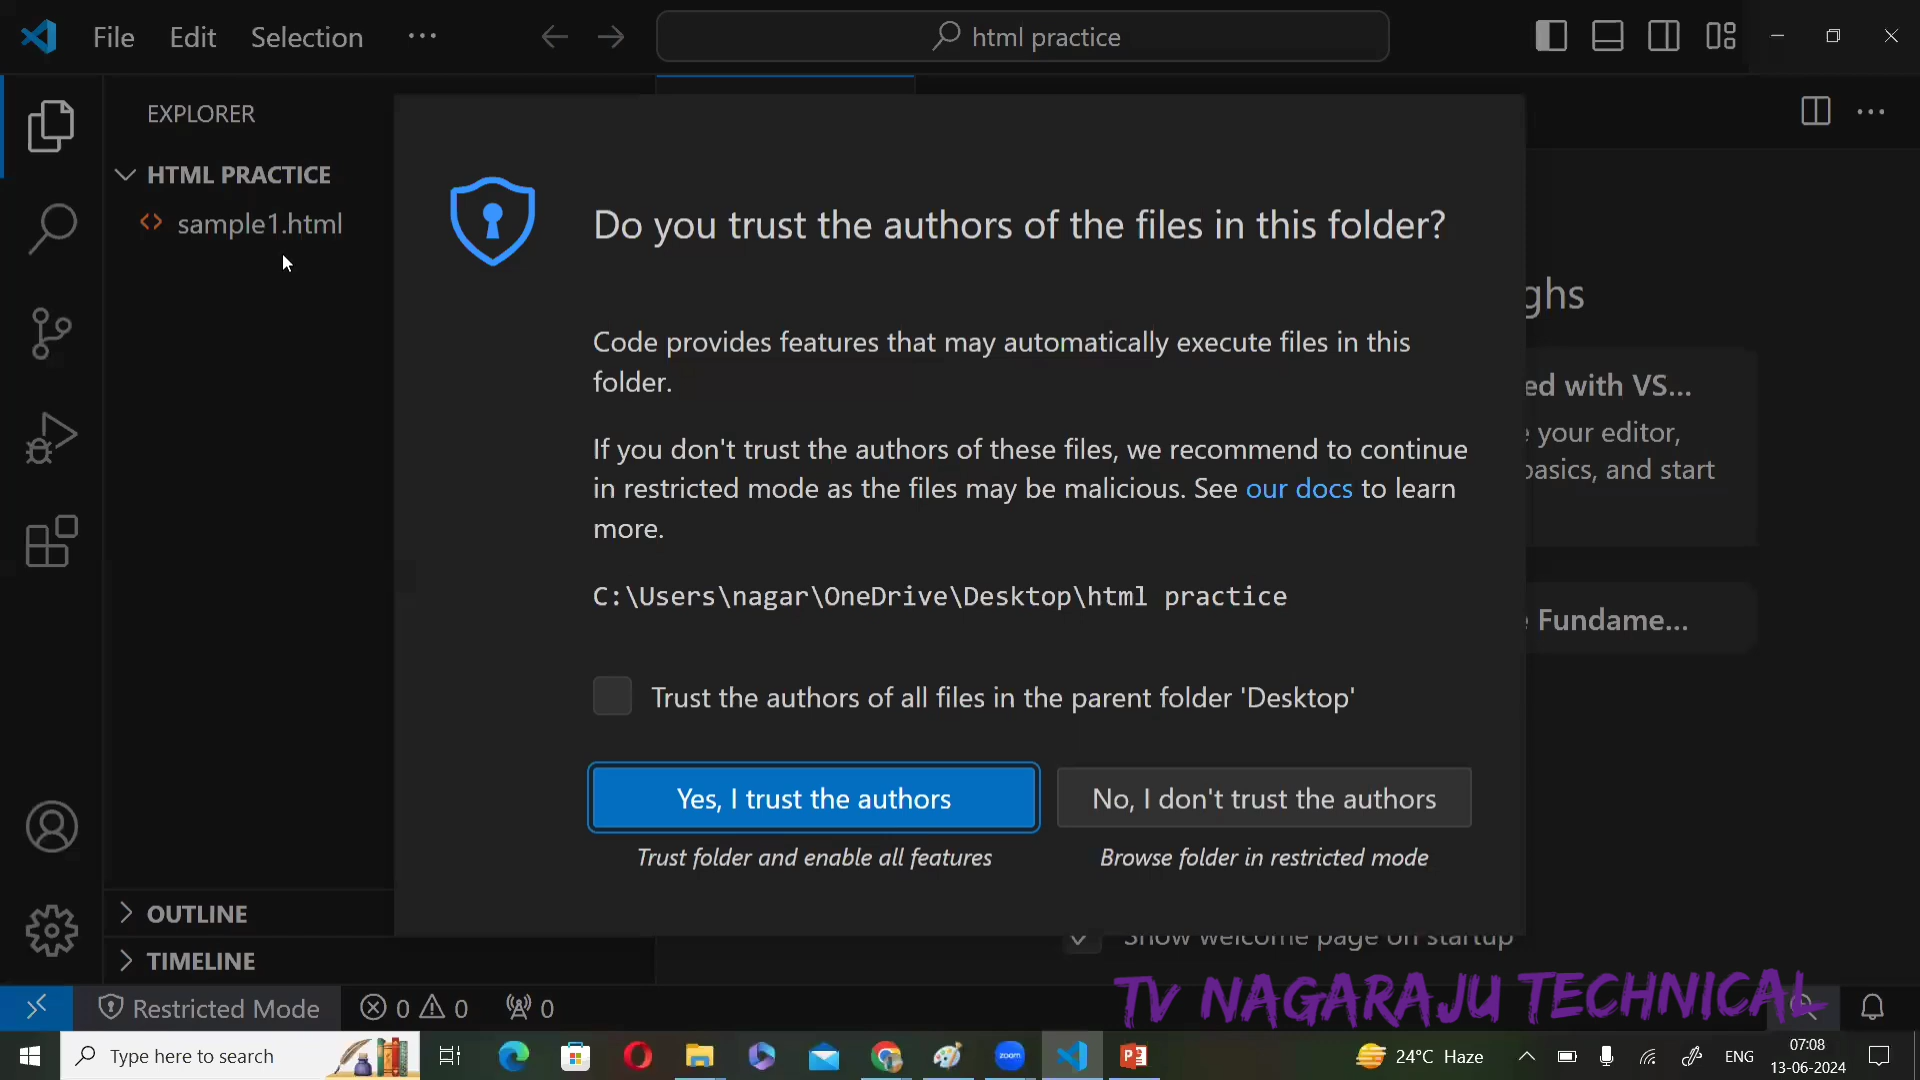 File Edit Selection ···
html practice
EXPLORER
HTML PRACTICE
sample1.html
Do you trust the authors of the files in this folder?
Code provides features that may automatically execute files in this
folder.
If you don't trust the authors of these files, we recommend to continue
in restricted mode as the files may be malicious. See our docs to learn
more.
C:\Users\nagar\OneDrive\Desktop\html practice
Trust the authors of all files in the parent folder 'Desktop'
Yes, I trust the authors
No, I don't trust the authors
Trust folder and enable all features
Browse folder in restricted mode
ghs
ed with VS...
your editor,
basics, and start
Fundame...
Show welcome page on startup
OUTLINE
TIMELINE
TV NAGARAJU TECHNICAL
Restricted Mode 0 0 0
Type here to search
zoom
24°C Haze
ENG
07:08
13-06-2024